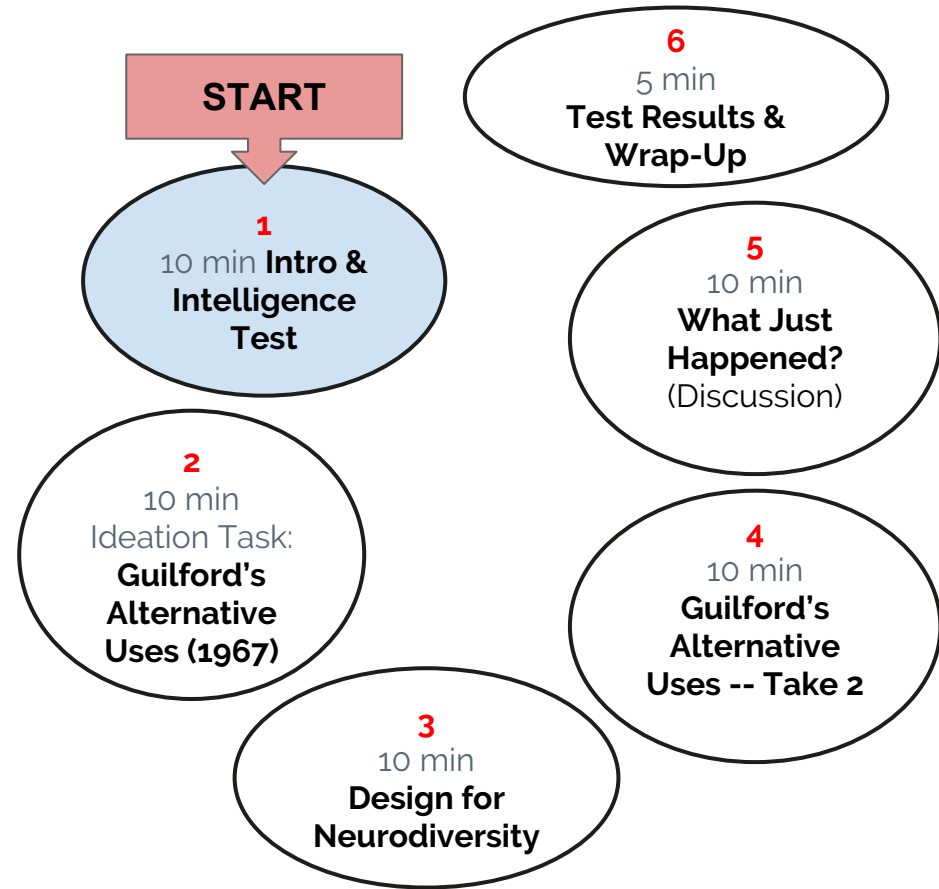 START
1
10 min Intro &
Intelligence
Test
2
10 min
Ideation Task:
Guilford’s
Alternative
Uses (1967)
3
10 min
Design for
Neurodiversity
4
10 min
Guilford’s
Alternative
Uses -- Take 2
5
10 min
What Just
Happened?
(Discussion)
6
5 min
Test Results &
Wrap-Up